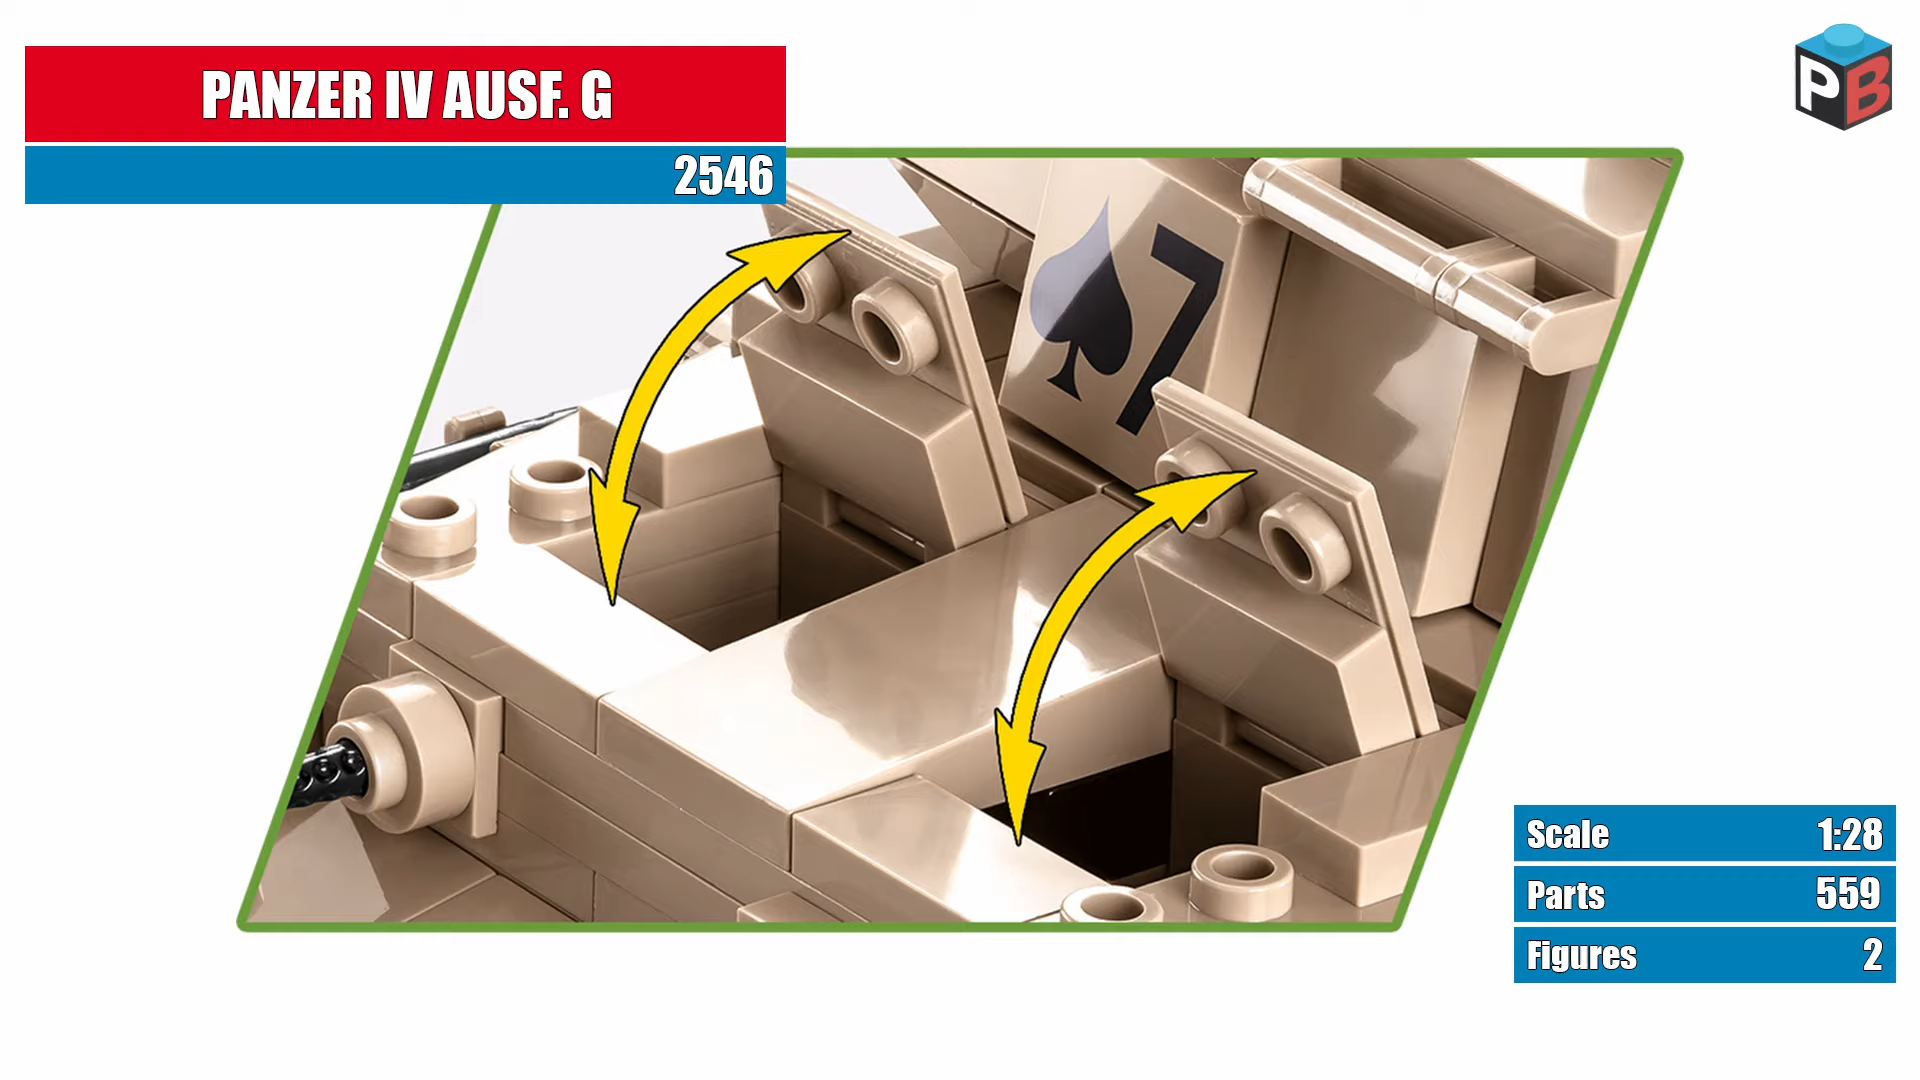 PANZER IV AUSF. G
2546
PB
7
Scale 1:28
Parts 559
Figures 2